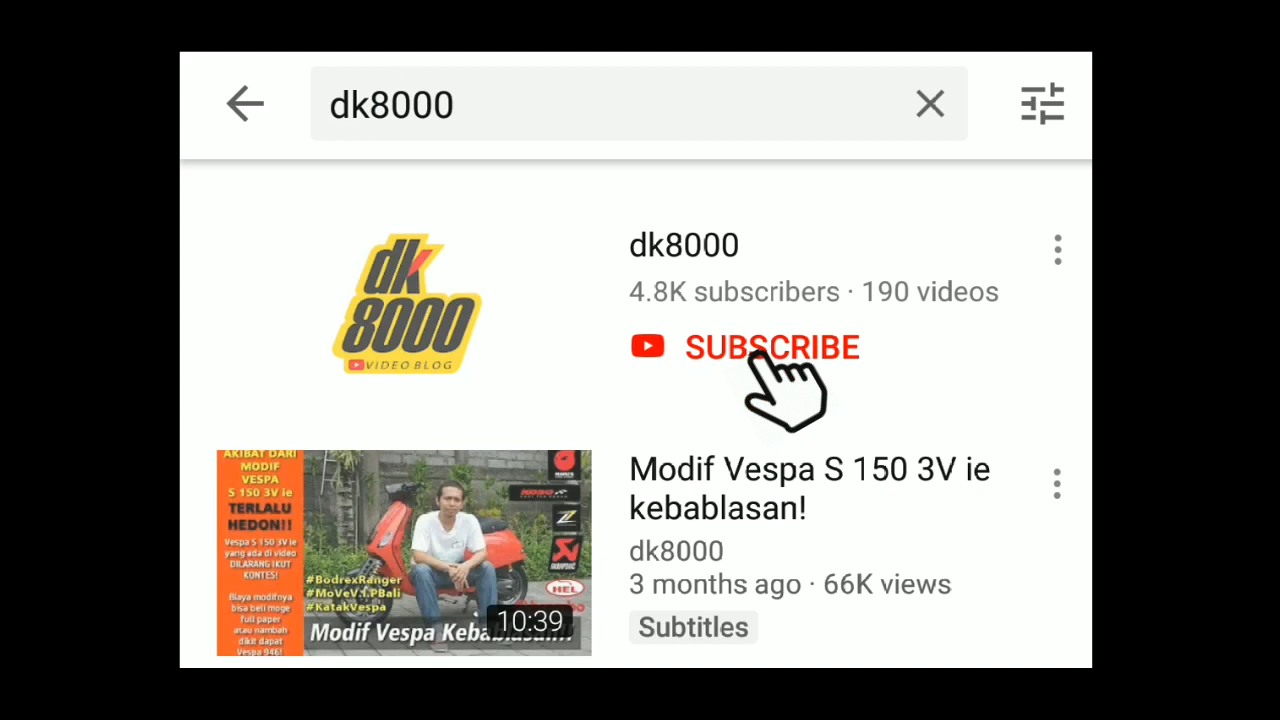 dk8000
dk
8000
VIDEO BLOG
dk8000
4.8K subscribers · 190 videos
SUBSCRIBE
AKIBAT DARI
MODIF
VESPA
S 150 3V ie
TERLALU
HEDON!!
Vespa S 150 3V ie
yang ada di video
DILARANG IKUT
KONTES!
Biaya modifnya
bisa beli moge
full paper
atau nambah
dikit dapat
Vespa 946!
#BodrexRanger
#MoVeV.I.PBali
#KatakVespa
Modif Vespa
10:39
HEL
Modif Vespa S 150 3V ie
kebablasan!
dk8000
3 months ago · 66K views
Subtitles